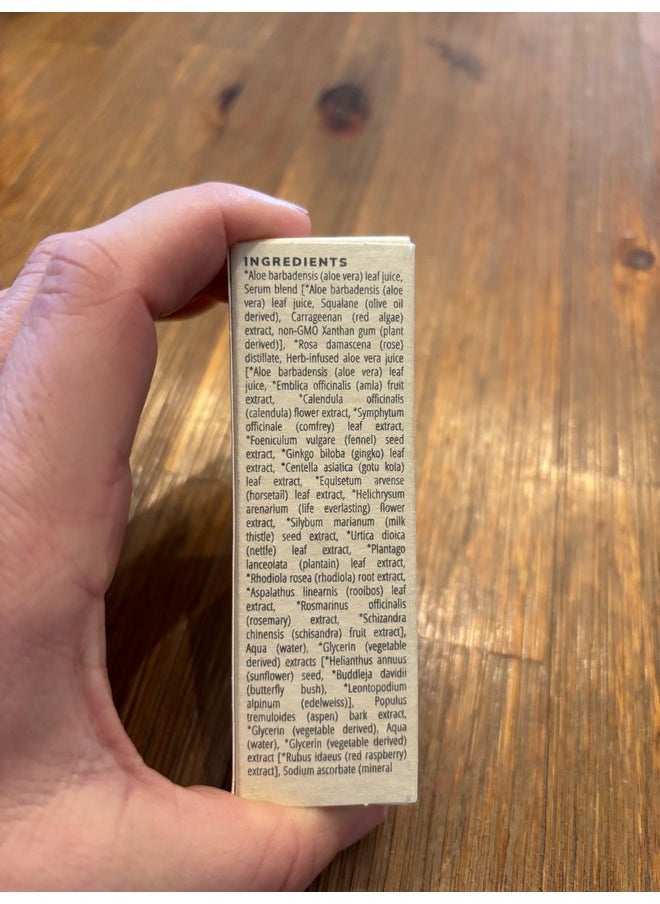 INGREDIENTS
*Aloe barbadensis (aloe vera) leaf juice,
Serum blend [*Aloe barbadensis (aloe
vera) leaf juice, Squalane (olive oil
derived), Carrageenan (red algae)
extract, non-GMO Xanthan gum (plant
derived)], *Rosa damascena (rose)
distillate, Herb-infused aloe vera juice
[*Aloe barbadensis (aloe vera) leaf
juice, *Emblica officinalis (amla) fruit
extract, *Calendula officinalis
(calendula) flower extract, *Symphytum
officinale (comfrey) leaf extract,
*Foeniculum vulgare (fennel) seed
extract, *Ginkgo biloba (gingko) leaf
extract, *Centella asiatica (gotu kola)
leaf extract, *Equisetum arvense
(horsetail) leaf extract, *Helichrysum
arenarium (life everlasting) flower
extract, *Silybum marianum (milk
thistle) seed extract, *Urtica dioica
(nettle) leaf extract, *Plantago
lanceolata (plantain) leaf extract,
*Rhodiola rosea (rhodiola) root extract,
*Aspalathus linearnis (rooibos) leaf
extract, *Rosmarinus officinalis
(rosemary) extract, *Schizandra
chinensis (schisandra) fruit extract],
Aqua (water), *Glycerin (vegetable
derived) extracts [*Helianthus annuus
(sunflower) seed, *Buddleja davidii
(butterfly bush), *Leontopodium
alpinum (edelweiss)], Populus
tremuloides (aspen) bark extract,
*Glycerin (vegetable derived), Aqua
(water), *Glycerin (vegetable derived)
extract [*Rubus idaeus (red raspberry)
extract], Sodium ascorbate (mineral